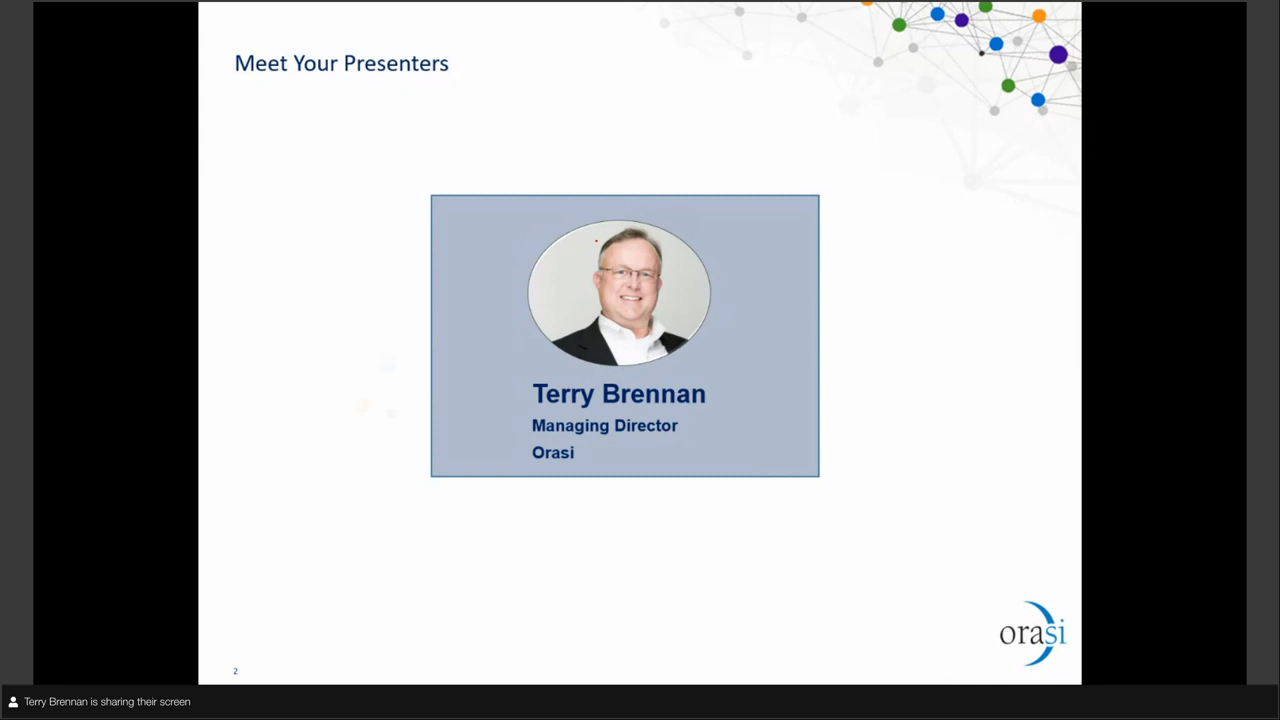 Meet Your Presenters
Terry Brennan
Managing Director
Orasi
orasi
2
Terry Brennan is sharing their screen